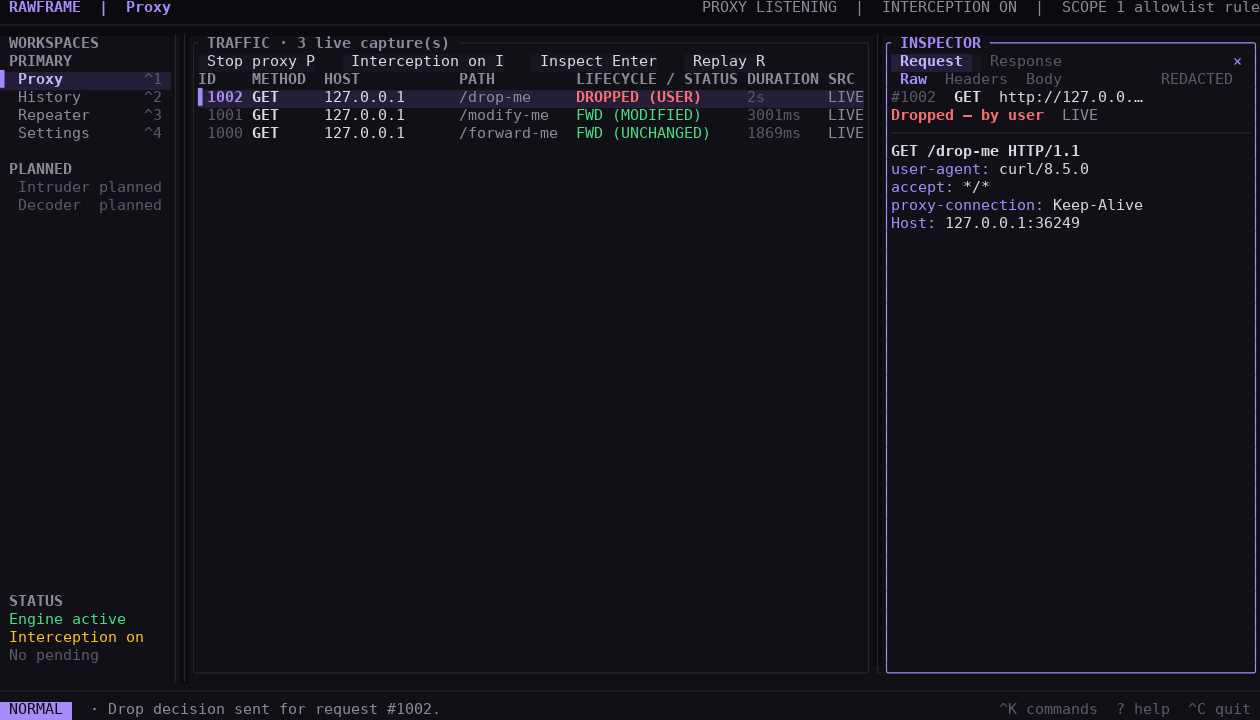 RAWFRAME | Proxy PROXY LISTENING | INTERCEPTION ON | SCOPE 1 allowlist rule
WORKSPACES
PRIMARY
Proxy ^1
History ^2
Repeater ^3
Settings ^4
PLANNED
Intruder planned
Decoder planned
STATUS
Engine active
Interception on
No pending
TRAFFIC · 3 live capture(s)
Stop proxy P Interception on I Inspect Enter Replay R
ID METHOD HOST PATH LIFECYCLE / STATUS DURATION SRC
1002 GET 127.0.0.1 /drop-me DROPPED (USER) 2s LIVE
1001 GET 127.0.0.1 /modify-me FWD (MODIFIED) 3001ms LIVE
1000 GET 127.0.0.1 /forward-me FWD (UNCHANGED) 1869ms LIVE
INSPECTOR
Request Response ×
Raw Headers Body REDACTED
#1002 GET http://127.0.0.…
Dropped — by user LIVE
GET /drop-me HTTP/1.1
user-agent: curl/8.5.0
accept: */*
proxy-connection: Keep-Alive
Host: 127.0.0.1:36249
NORMAL · Drop decision sent for request #1002. ^K commands ? help ^C quit